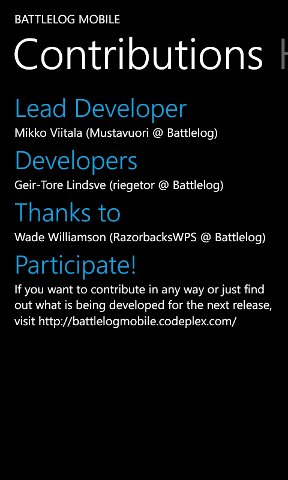 BATTLELOG MOBILE
Contributions
Lead Developer
Mikko Viitala (Mustavuori @ Battlelog)
Developers
Geir-Tore Lindsve (riegetor @ Battlelog)
Thanks to
Wade Williamson (RazorbacksWPS @ Battlelog)
Participate!
If you want to contribute in any way or just find
out what is being developed for the next release,
visit http://battlelogmobile.codeplex.com/